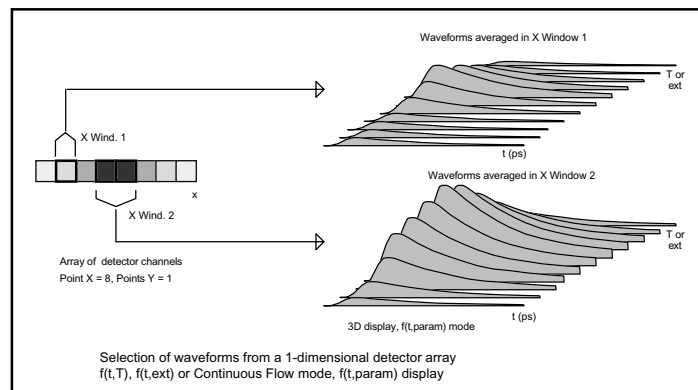 Waveforms averaged in X Window 1
T or
ext
X Wind. 1
t (ps)
Waveforms averaged in X Window 2
x
X Wind. 2
T or
ext
Array of detector channels
Point X = 8, Points Y = 1
t (ps)
3D display, f(t,param) mode
Selection of waveforms from a 1-dimensional detector array
f(t,T), f(t,ext) or Continuous Flow mode, f(t,param) display